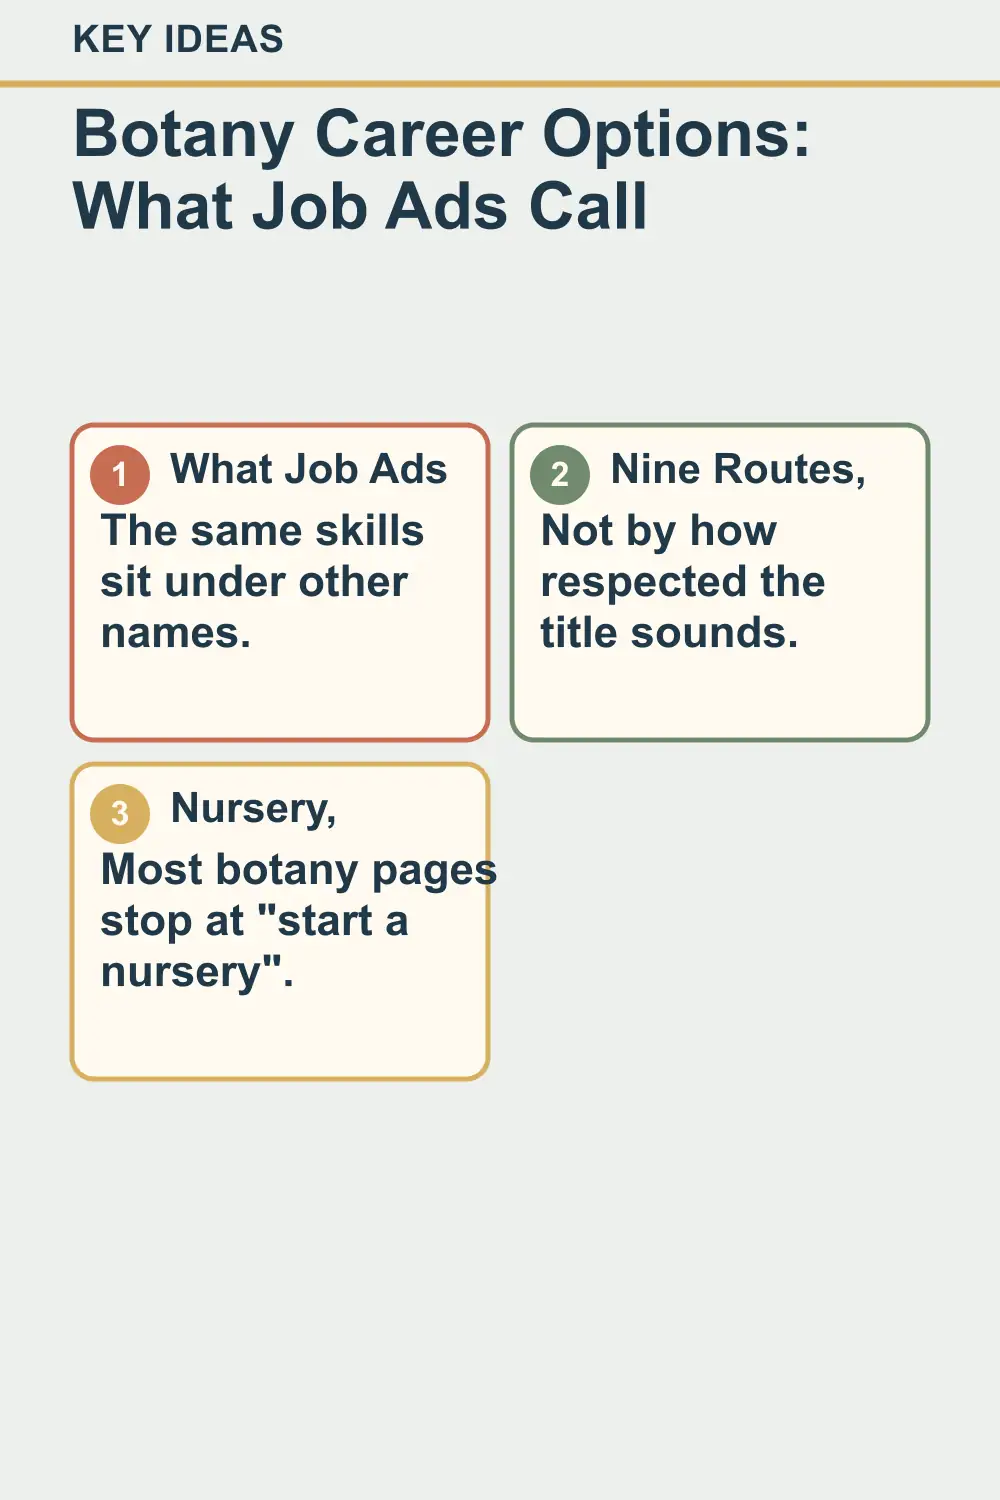 KEY IDEAS
Botany Career Options:
What Job Ads Call
1 What Job Ads
The same skills
sit under other
names.
2 Nine Routes,
Not by how
respected the
title sounds.
3 Nursery,
Most botany pages
stop at "start a
nursery".